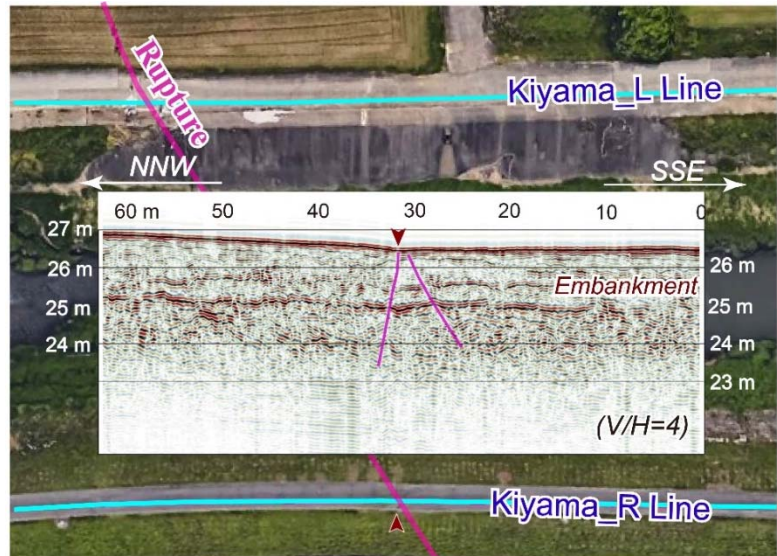 Rupture
Kiyama_L Line
NNW
SSE
60 m 50 40 30 20 10 0
27 m
26 m
25 m
24 m
26 m
25 m
24 m
23 m
Embankment
(V/H=4)
Kiyama_R Line